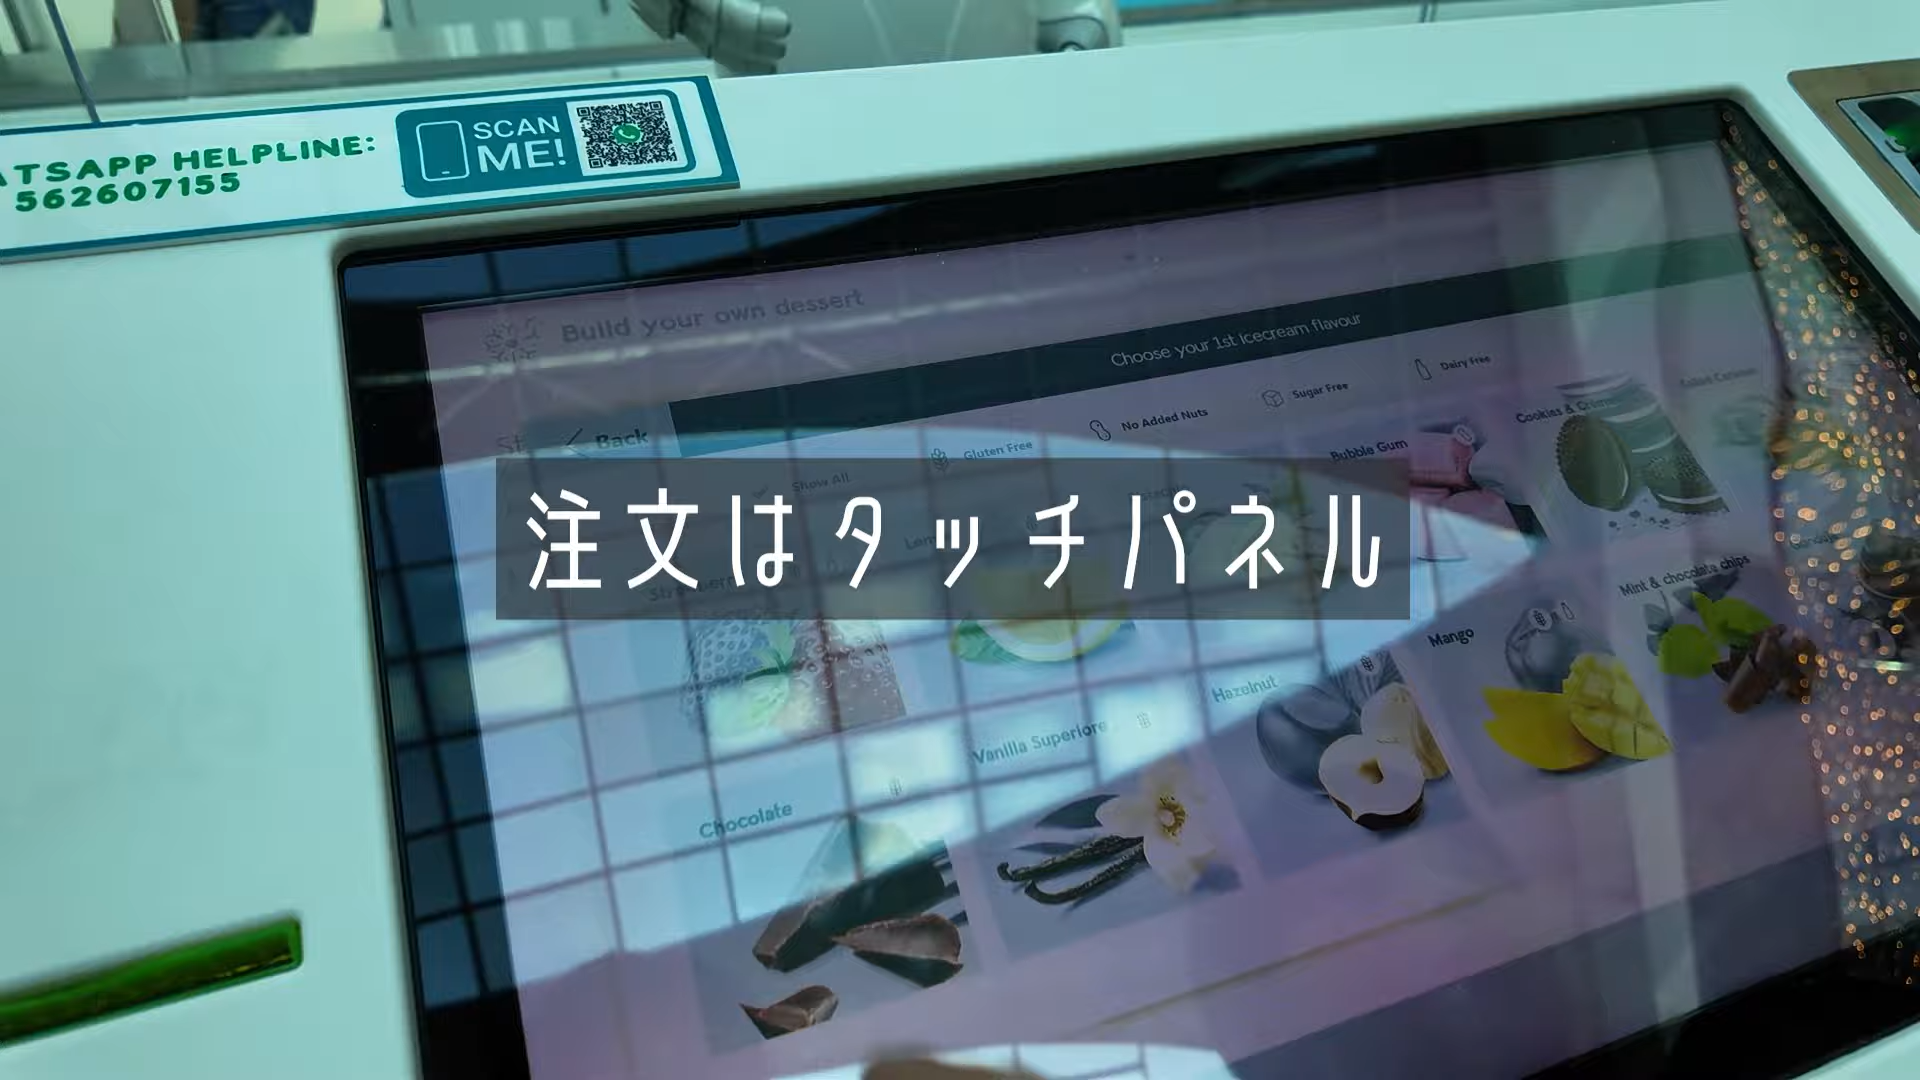 ATSAPP HELPLINE:
562607155
SCAN
ME!
Build your own dessert
Choose your 1st icecream flavour
Back
Show All
Gluten Free
No Added Nuts
Sugar Free
Dairy Free
注文はタッチパネル
Bubble Gum
Mango
Mint & chocolate chips
Chocolate
Vanilla Superiore
Hazelnut